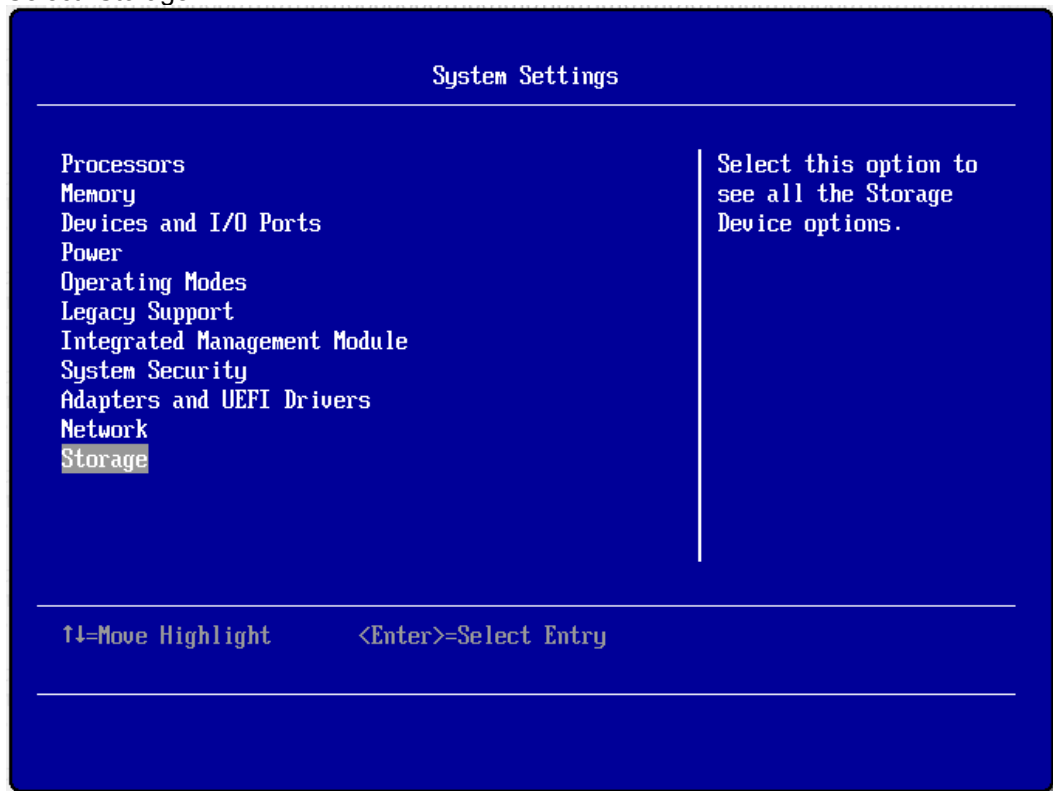 System Settings
Processors
Memory
Devices and I/O Ports
Power
Operating Modes
Legacy Support
Integrated Management Module
System Security
Adapters and UEFI Drivers
Network
Storage
Select this option to
see all the Storage
Device options.
↑↓=Move Highlight <Enter>=Select Entry